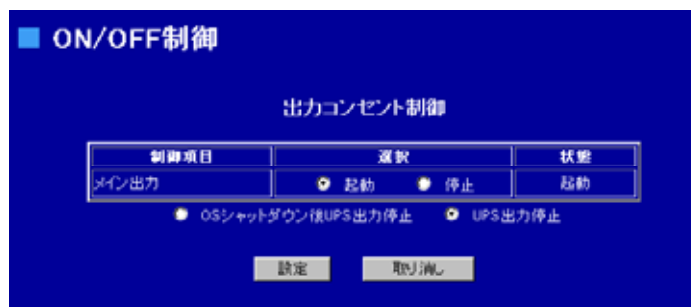 ON/OFF制御
出力コンセント制御
制御項目 選択 状態
メイン出力 起動 停止 起動
OSシャットダウン後UPS出力停止 UPS出力停止
設定 取り消し